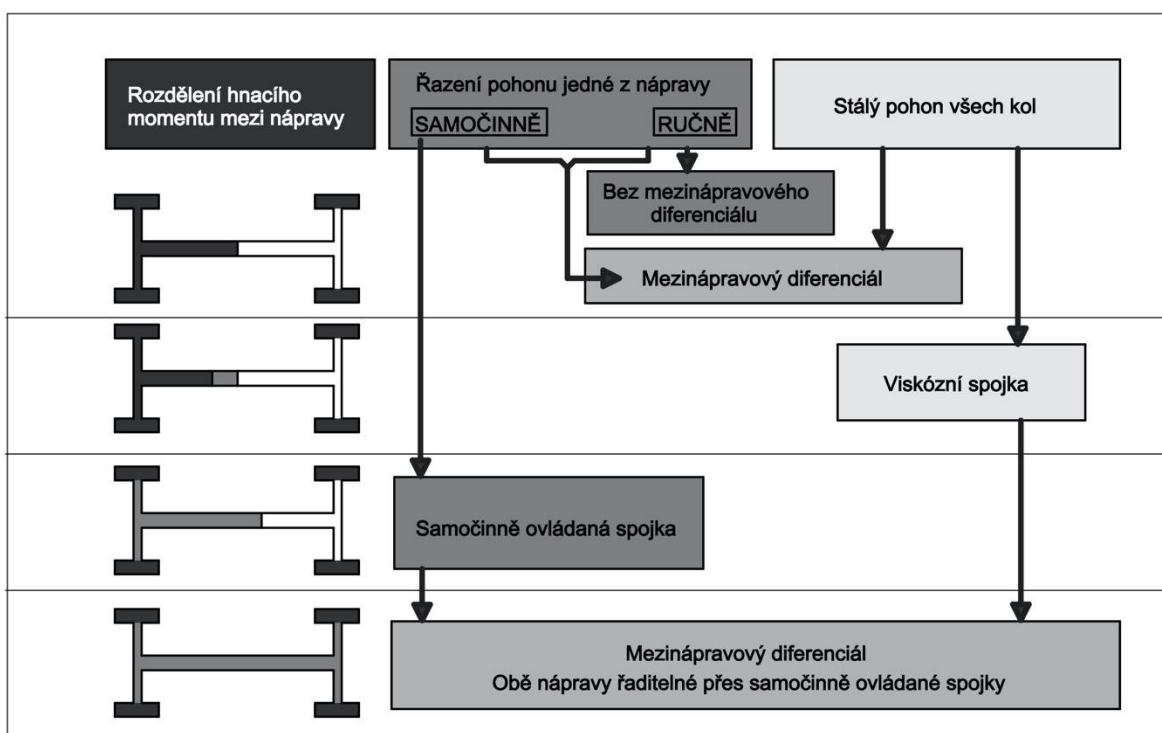 Rozdělení hnacího
momentu mezi nápravy
Řazení pohonu jedné z nápravy
SAMOČINNĚ
RUČNĚ
Stálý pohon všech kol
Bez mezinápravového
diferenciálu
Mezinápravový diferenciál
Viskózní spojka
Samočinně ovládaná spojka
Mezinápravový diferenciál
Obě nápravy řaditelné přes samočinně ovládané spojky